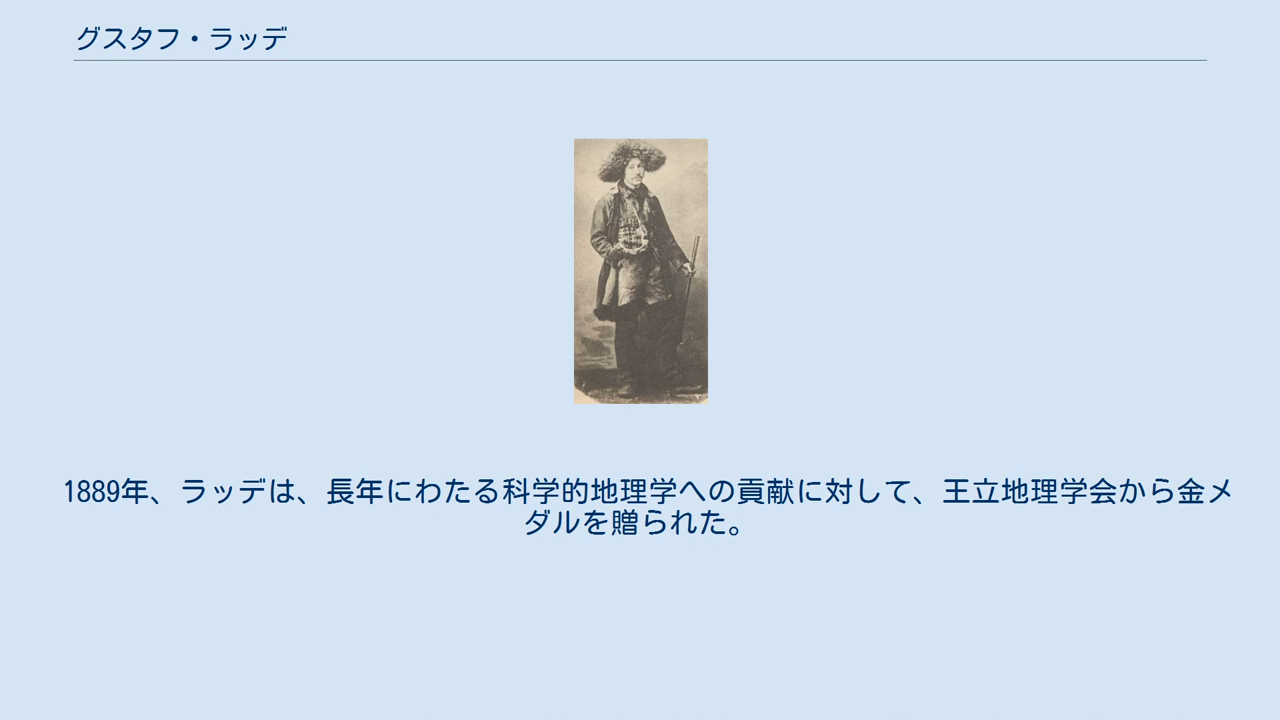 グスタフ・ラッデ
1889年、ラッデは、長年にわたる科学的地理学への貢献に対して、王立地理学会から金メ
ダルを贈られた。